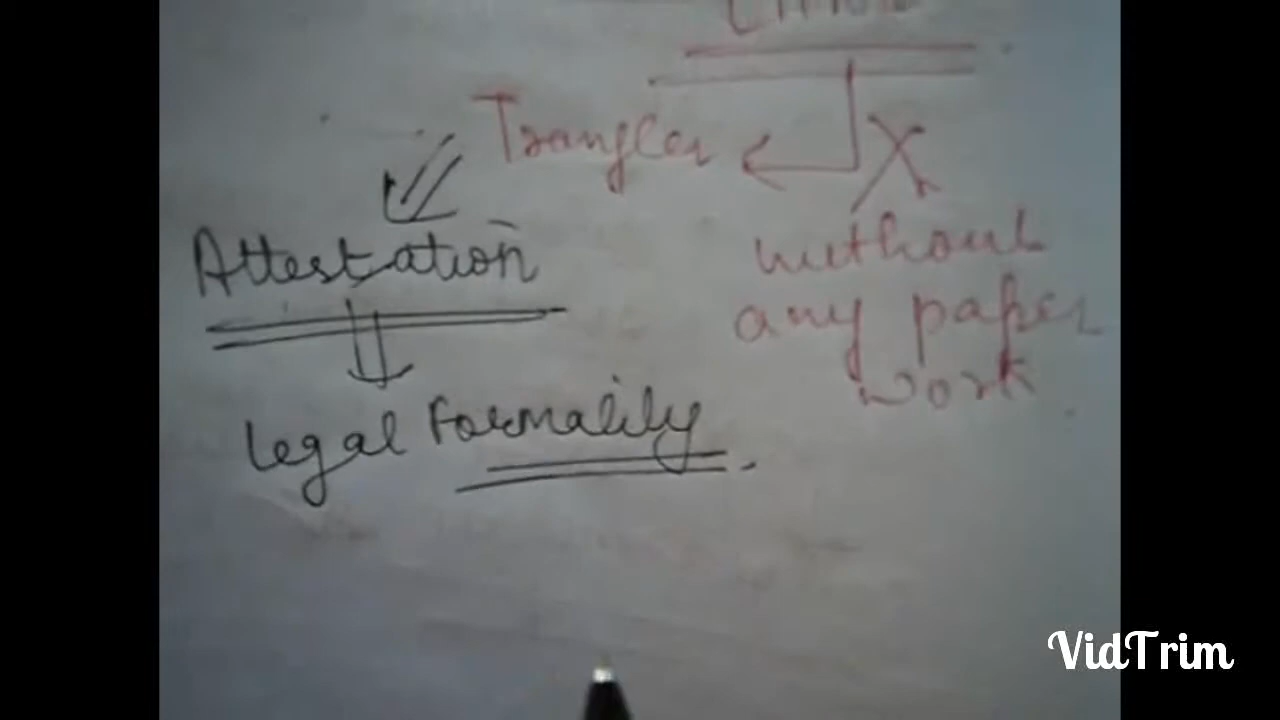 Transfer
Attestation
without
any paper
work
legal Formality.
VidTrim